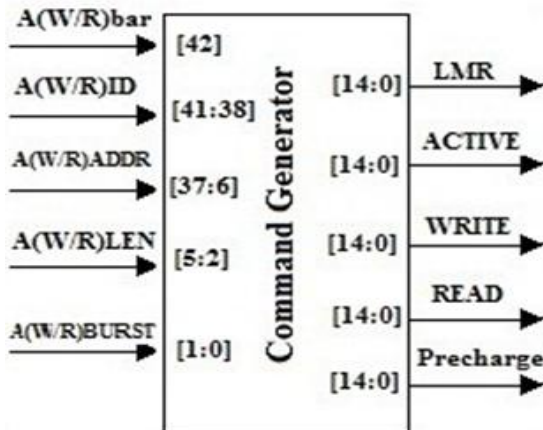 A(W/R)bar
[42]
A(W/R)ID
[41:38]
A(W/R)ADDR
[37:6]
A(W/R)LEN
[5:2]
A(W/R)BURST
[1:0]
Command Generator
LMR
[14:0]
ACTIVE
[14:0]
WRITE
[14:0]
READ
[14:0]
Precharge
[14:0]